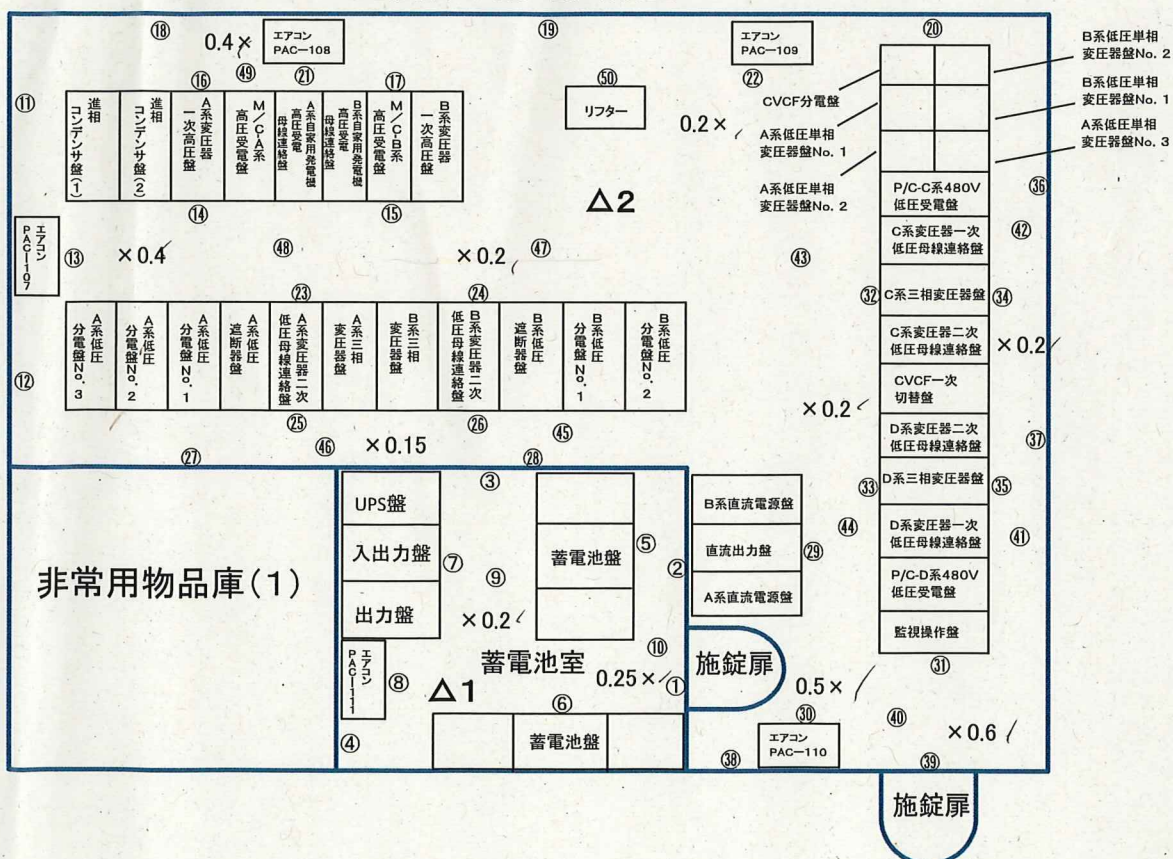 ⑱
0.4×
エアコン
PAC-108
⑲
エアコン
PAC-109
⑳
B系低圧単相
変圧器盤No. 2
⑪
⑯
㊾
㉑
⑰
㊿
㉒
CVCF分電盤
B系低圧単相
変圧器盤No. 1
進相
コンデンサ盤(1)
進相
コンデンサ盤(2)
A系変圧器
一次高圧盤
M/C-A系
高圧受電盤
A系自家用発電機
高圧受電
母線連絡盤
B系自家用発電機
高圧受電
母線連絡盤
M/C-B系
高圧受電盤
B系変圧器
一次高圧盤
リフター
0.2×
A系低圧単相
変圧器盤No. 1
A系低圧単相
変圧器盤No. 3
A系低圧単相
変圧器盤No. 2
△2
P/C-C系480V
低圧受電盤
㊱
⑭
⑮
エアコン
PAC-107
⑬
×0.4
㊽
×0.2
㊼
㊸
C系変圧器一次
低圧母線連絡盤
㊷
㉓
㉔
㉜
C系三相変圧器盤
㉞
A系低圧
分電盤No. 3
A系低圧
分電盤No. 2
A系低圧
分電盤No. 1
A系低圧
遮断器盤
A系変圧器二次
低圧母線連絡盤
A系三相
変圧器盤
B系三相
変圧器盤
B系変圧器二次
低圧母線連絡盤
B系低圧
遮断器盤
B系低圧
分電盤No. 1
B系低圧
分電盤No. 2
C系変圧器二次
低圧母線連絡盤
×0.2
⑫
×0.2
CVCF一次
切替盤
㉕
㉖
㊺
㊻
×0.15
D系変圧器二次
低圧母線連絡盤
㊲
㉗
㉘
③
㉝
D系三相変圧器盤
㉟
UPS盤
B系直流電源盤
㊹
D系変圧器一次
低圧母線連絡盤
㊶
入出力盤
⑦
⑨
蓄電池盤
⑤
②
直流出力盤
㉙
非常用物品庫(1)
出力盤
×0.2
A系直流電源盤
P/C-D系480V
低圧受電盤
監視操作盤
エアコン
PAC-111
⑧
△1
蓄電池室
⑩
0.25×
①
施錠扉
㉛
0.5×
④
⑥
蓄電池盤
㉚
㊵
×0.6
㊳
エアコン
PAC-110
㊴
施錠扉